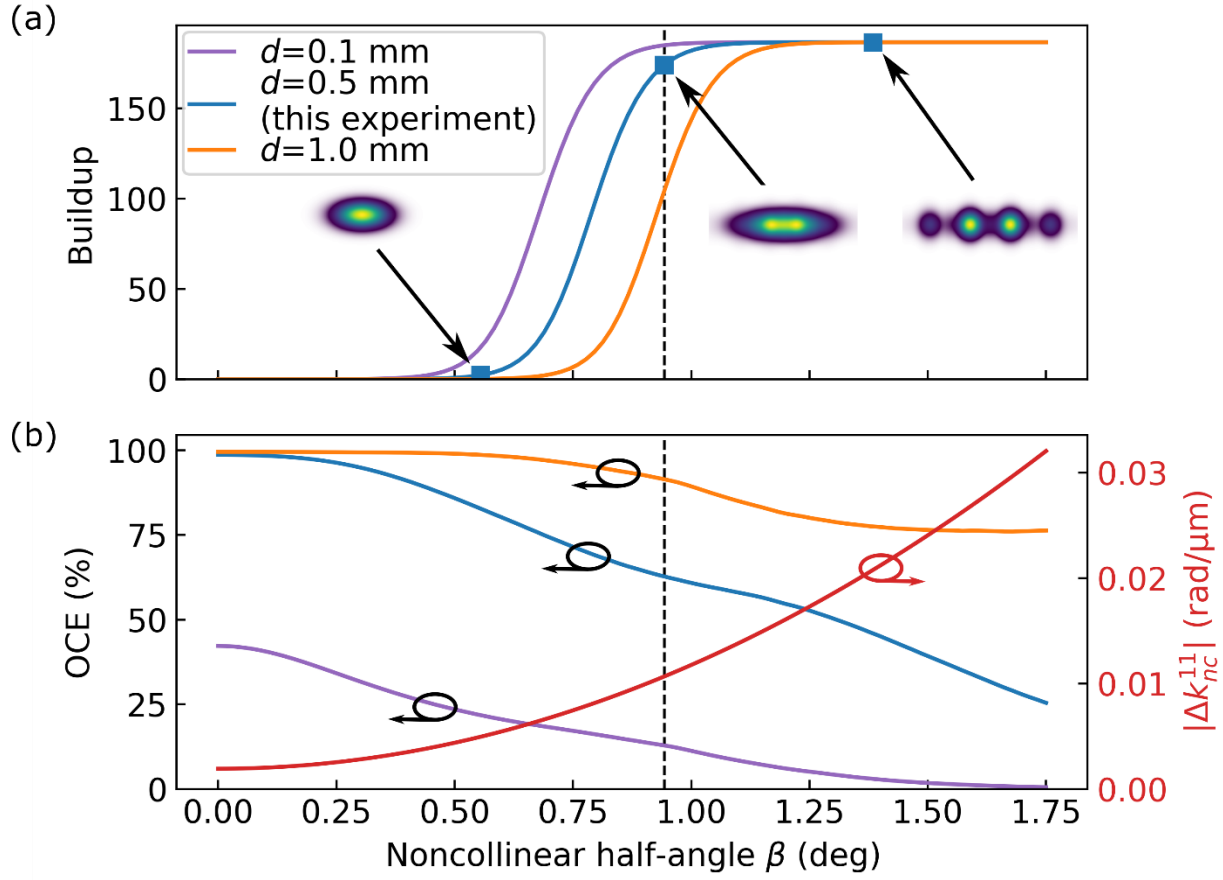 (a)
d=0.1 mm
d=0.5 mm
(this experiment)
d=1.0 mm
Buildup
150
100
50
0
(b)
OCE (%)
100
75
50
25
0
0.03
0.02
0.01
0.00
|Δk_{nc}^{11}| (rad/μm)
0.00 0.25 0.50 0.75 1.00 1.25 1.50 1.75
Noncollinear half-angle β (deg)